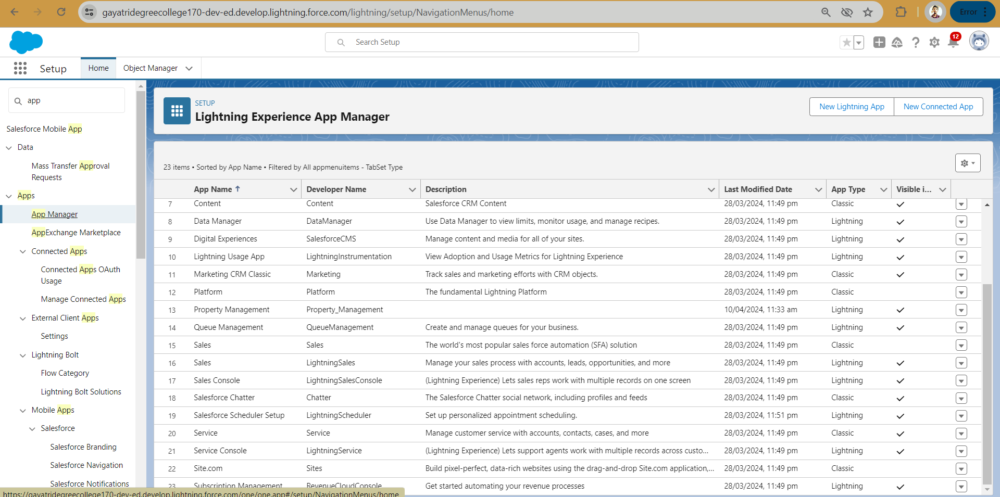 gayatridegreecollege170-dev-ed.develop.lightning.force.com/lightning/setup/NavigationMenus/home
Error
Search Setup
12
Setup
Home
Object Manager
app
Salesforce Mobile App
Data
Mass Transfer Approval
Requests
Apps
App Manager
AppExchange Marketplace
Connected Apps
Connected Apps OAuth
Usage
Manage Connected Apps
External Client Apps
Settings
Lightning Bolt
Flow Category
Lightning Bolt Solutions
Mobile Apps
Salesforce
Salesforce Branding
Salesforce Navigation
Salesforce Notifications
https://gayatridegreecollege170-dev-ed.develop.lightning.force.com/one/one.app#/setup/NavigationMenus/home
SETUP
Lightning Experience App Manager
New Lightning App
New Connected App
23 items • Sorted by App Name • Filtered by All appmenuitems - TabSet Type
App Name Developer Name Description Last Modified Date App Type Visible i...
7 Content Content Salesforce CRM Content 28/03/2024, 11:49 pm Classic
8 Data Manager DataManager Use Data Manager to view limits, monitor usage, and manage recipes. 28/03/2024, 11:49 pm Lightning
9 Digital Experiences SalesforceCMS Manage content and media for all of your sites. 28/03/2024, 11:49 pm Lightning
10 Lightning Usage App LightningInstrumentation View Adoption and Usage Metrics for Lightning Experience 28/03/2024, 11:49 pm Lightning
11 Marketing CRM Classic Marketing Track sales and marketing efforts with CRM objects. 28/03/2024, 11:49 pm Classic
12 Platform Platform The fundamental Lightning Platform 28/03/2024, 11:49 pm Classic
13 Property Management Property_Management 10/04/2024, 11:33 am Lightning
14 Queue Management QueueManagement Create and manage queues for your business. 28/03/2024, 11:49 pm Lightning
15 Sales Sales The world's most popular sales force automation (SFA) solution 28/03/2024, 11:49 pm Classic
16 Sales LightningSales Manage your sales process with accounts, leads, opportunities, and more 28/03/2024, 11:49 pm Lightning
17 Sales Console LightningSalesConsole (Lightning Experience) Lets sales reps work with multiple records on one screen 28/03/2024, 11:49 pm Lightning
18 Salesforce Chatter Chatter The Salesforce Chatter social network, including profiles and feeds 28/03/2024, 11:49 pm Classic
19 Salesforce Scheduler Setup LightningScheduler Set up personalized appointment scheduling. 28/03/2024, 11:51 pm Lightning
20 Service Service Manage customer service with accounts, contacts, cases, and more 28/03/2024, 11:49 pm Classic
21 Service Console LightningService (Lightning Experience) Lets support agents work with multiple records across custo... 28/03/2024, 11:49 pm Lightning
22 Site.com Sites Build pixel-perfect, data-rich websites using the drag-and-drop Site.com application,... 28/03/2024, 11:49 pm Classic
23 Subscription Management RevenueCloudConsole Get started automating your revenue processes 28/03/2024, 11:49 pm Lightning